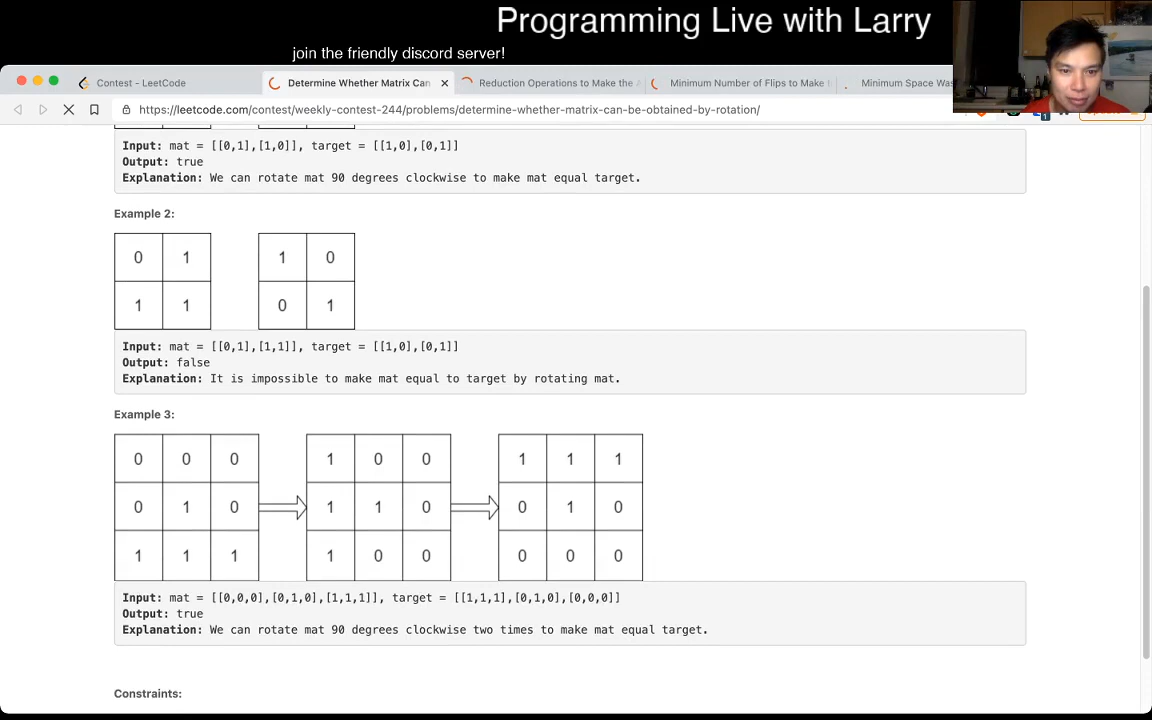 Programming Live with Larry
join the friendly discord server!
Contest - LeetCode
Determine Whether Matrix Can
Reduction Operations to Make the
Minimum Number of Flips to Make
Minimum Space Was
https://leetcode.com/contest/weekly-contest-244/problems/determine-whether-matrix-can-be-obtained-by-rotation/
Input: mat = [[0,1],[1,0]], target = [[1,0],[0,1]]
Output: true
Explanation: We can rotate mat 90 degrees clockwise to make mat equal target.
Example 2:
0 1 1 0
1 1 0 1
Input: mat = [[0,1],[1,1]], target = [[1,0],[0,1]]
Output: false
Explanation: It is impossible to make mat equal to target by rotating mat.
Example 3:
0 0 0 1 0 0 1 1 1
0 1 0 1 1 0 0 1 0
1 1 1 1 0 0 0 0 0
Input: mat = [[0,0,0],[0,1,0],[1,1,1]], target = [[1,1,1],[0,1,0],[0,0,0]]
Output: true
Explanation: We can rotate mat 90 degrees clockwise two times to make mat equal target.
Constraints: